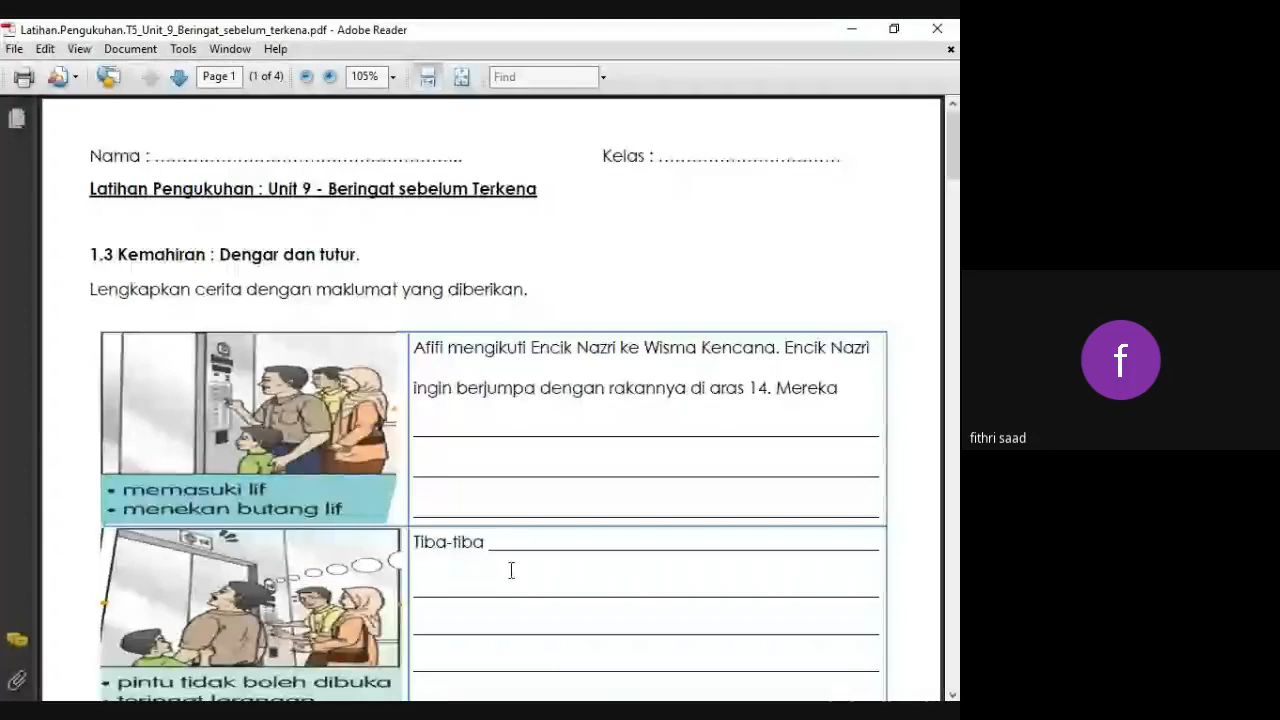 Latihan.Pengukuhan.T5_Unit_9_Beringat_sebelum_terkena.pdf - Adobe Reader
File Edit View Document Tools Window Help
Page 1 (1 of 4) 105% Find
Nama : ............................................................
Kelas : .................................
Latihan Pengukuhan : Unit 9 - Beringat sebelum Terkena
1.3 Kemahiran : Dengar dan tutur.
Lengkapkan cerita dengan maklumat yang diberikan.
Afifi mengikuti Encik Nazri ke Wisma Kencana. Encik Nazri
ingin berjumpa dengan rakannya di aras 14. Mereka
• memasuki lif
• menekan butang lif
Tiba-tiba
• pintu tidak boleh dibuka
f
fithri saad